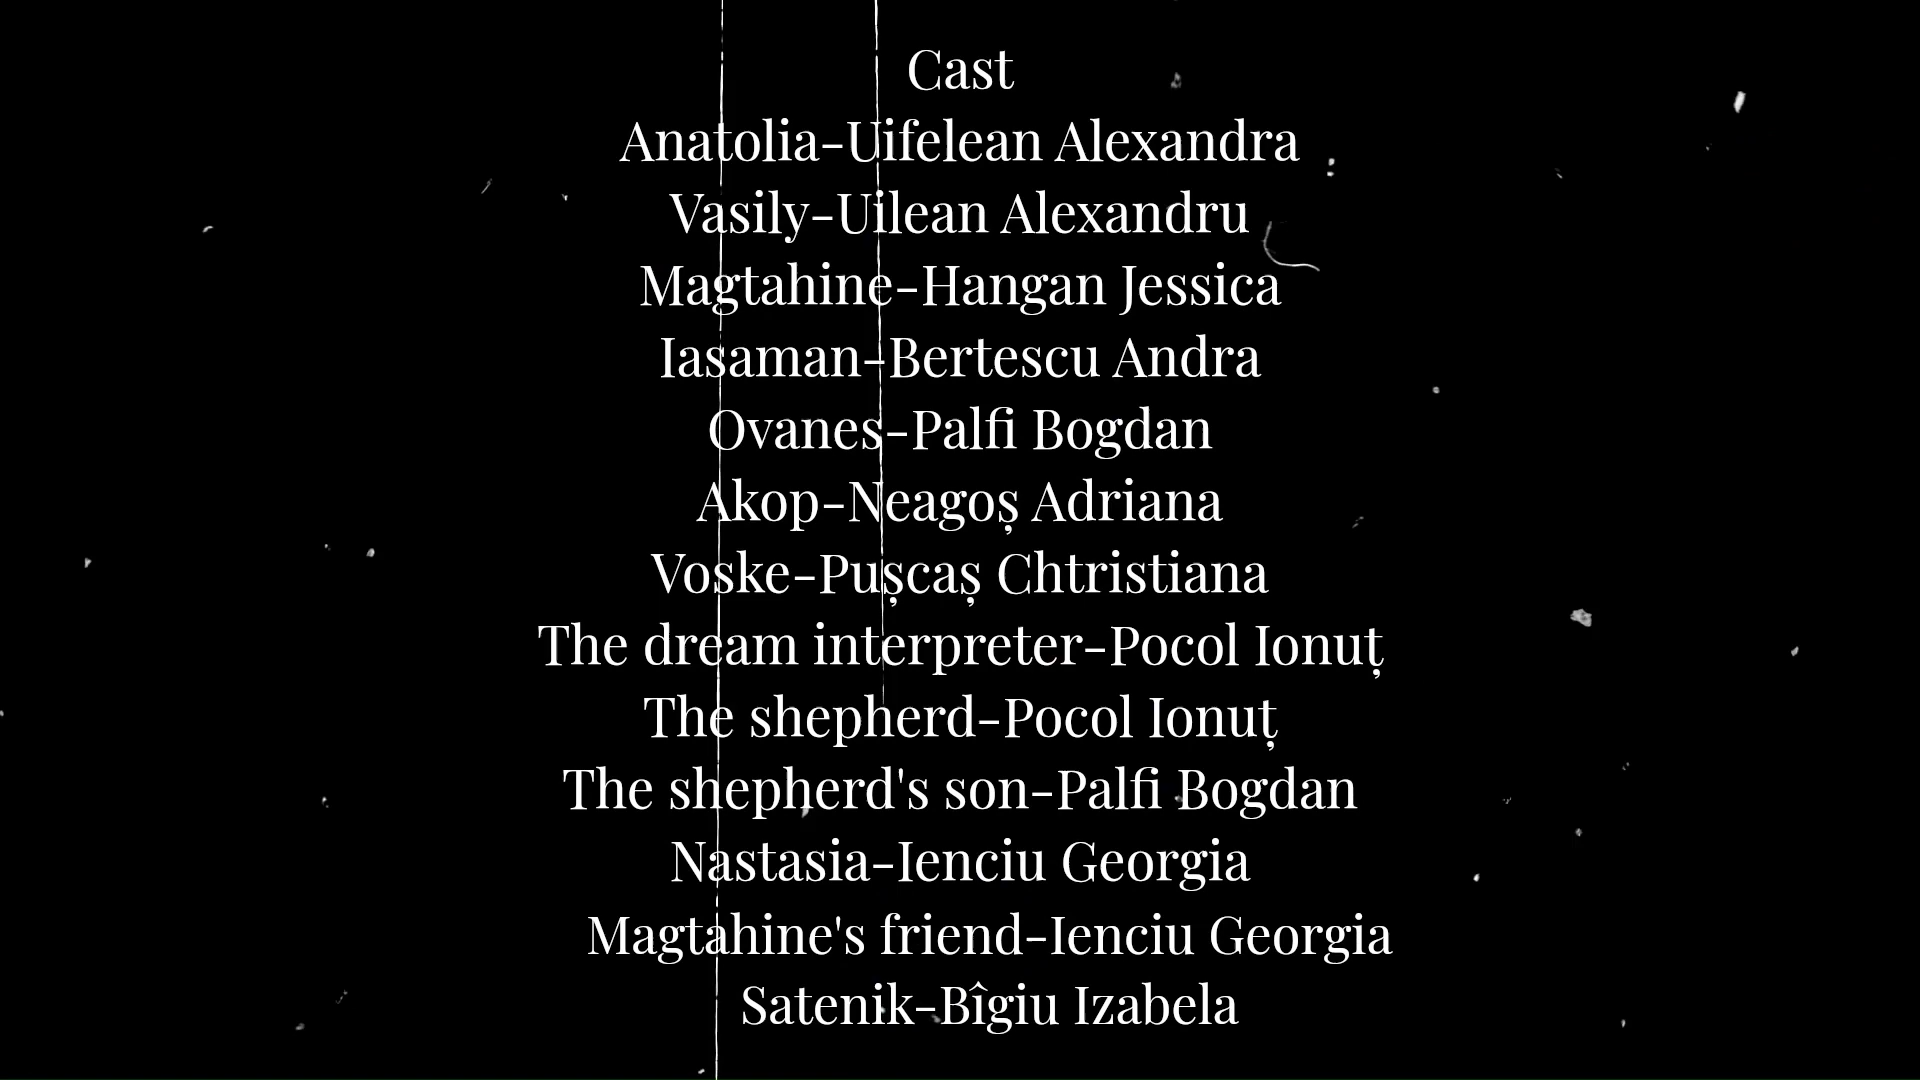 Cast
Anatolia-Uifelean Alexandra
Vasily-Uilean Alexandru
Magtahine-Hangan Jessica
Iasaman-Bertescu Andra
Ovanes-Palfi Bogdan
Akop-Neagoș Adriana
Voske-Pușcaș Chtristiana
The dream interpreter-Pocol Ionuț
The shepherd-Pocol Ionuț
The shepherd's son-Palfi Bogdan
Nastasia-Ienciu Georgia
Magtahine's friend-Ienciu Georgia
Satenik-Bîgiu Izabela